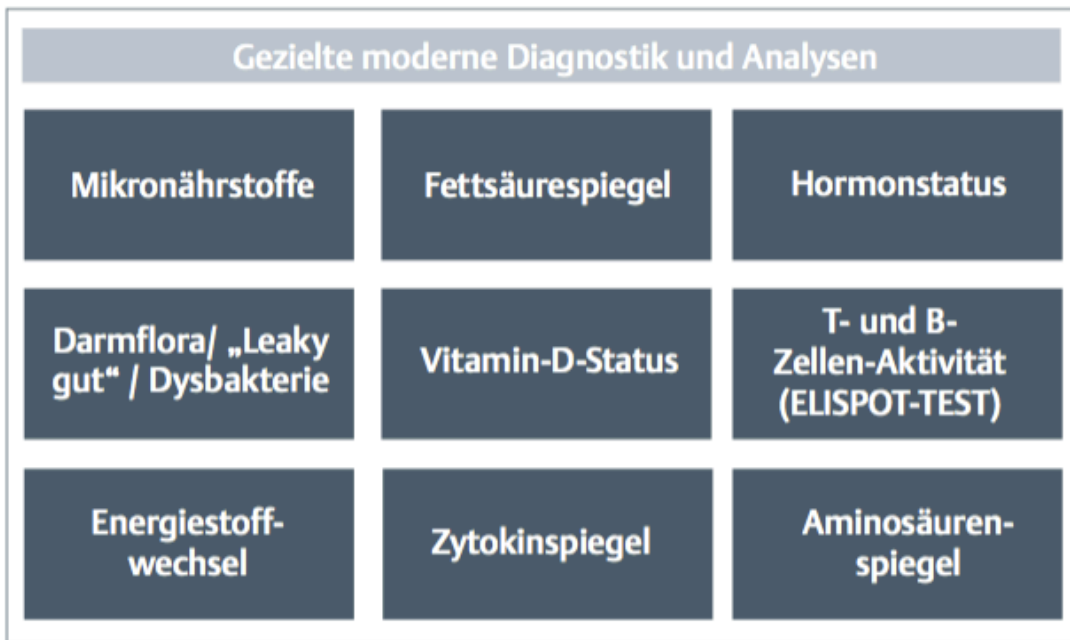 Gezielte moderne Diagnostik und Analysen
Mikronährstoffe
Fettsäurespiegel
Hormonstatus
Darmflora/ „Leaky
gut“ / Dysbakterie
Vitamin-D-Status
T- und B-
Zellen-Aktivität
(ELISPOT-TEST)
Energiestoff-
wechsel
Zytokinspiegel
Aminosäuren-
spiegel